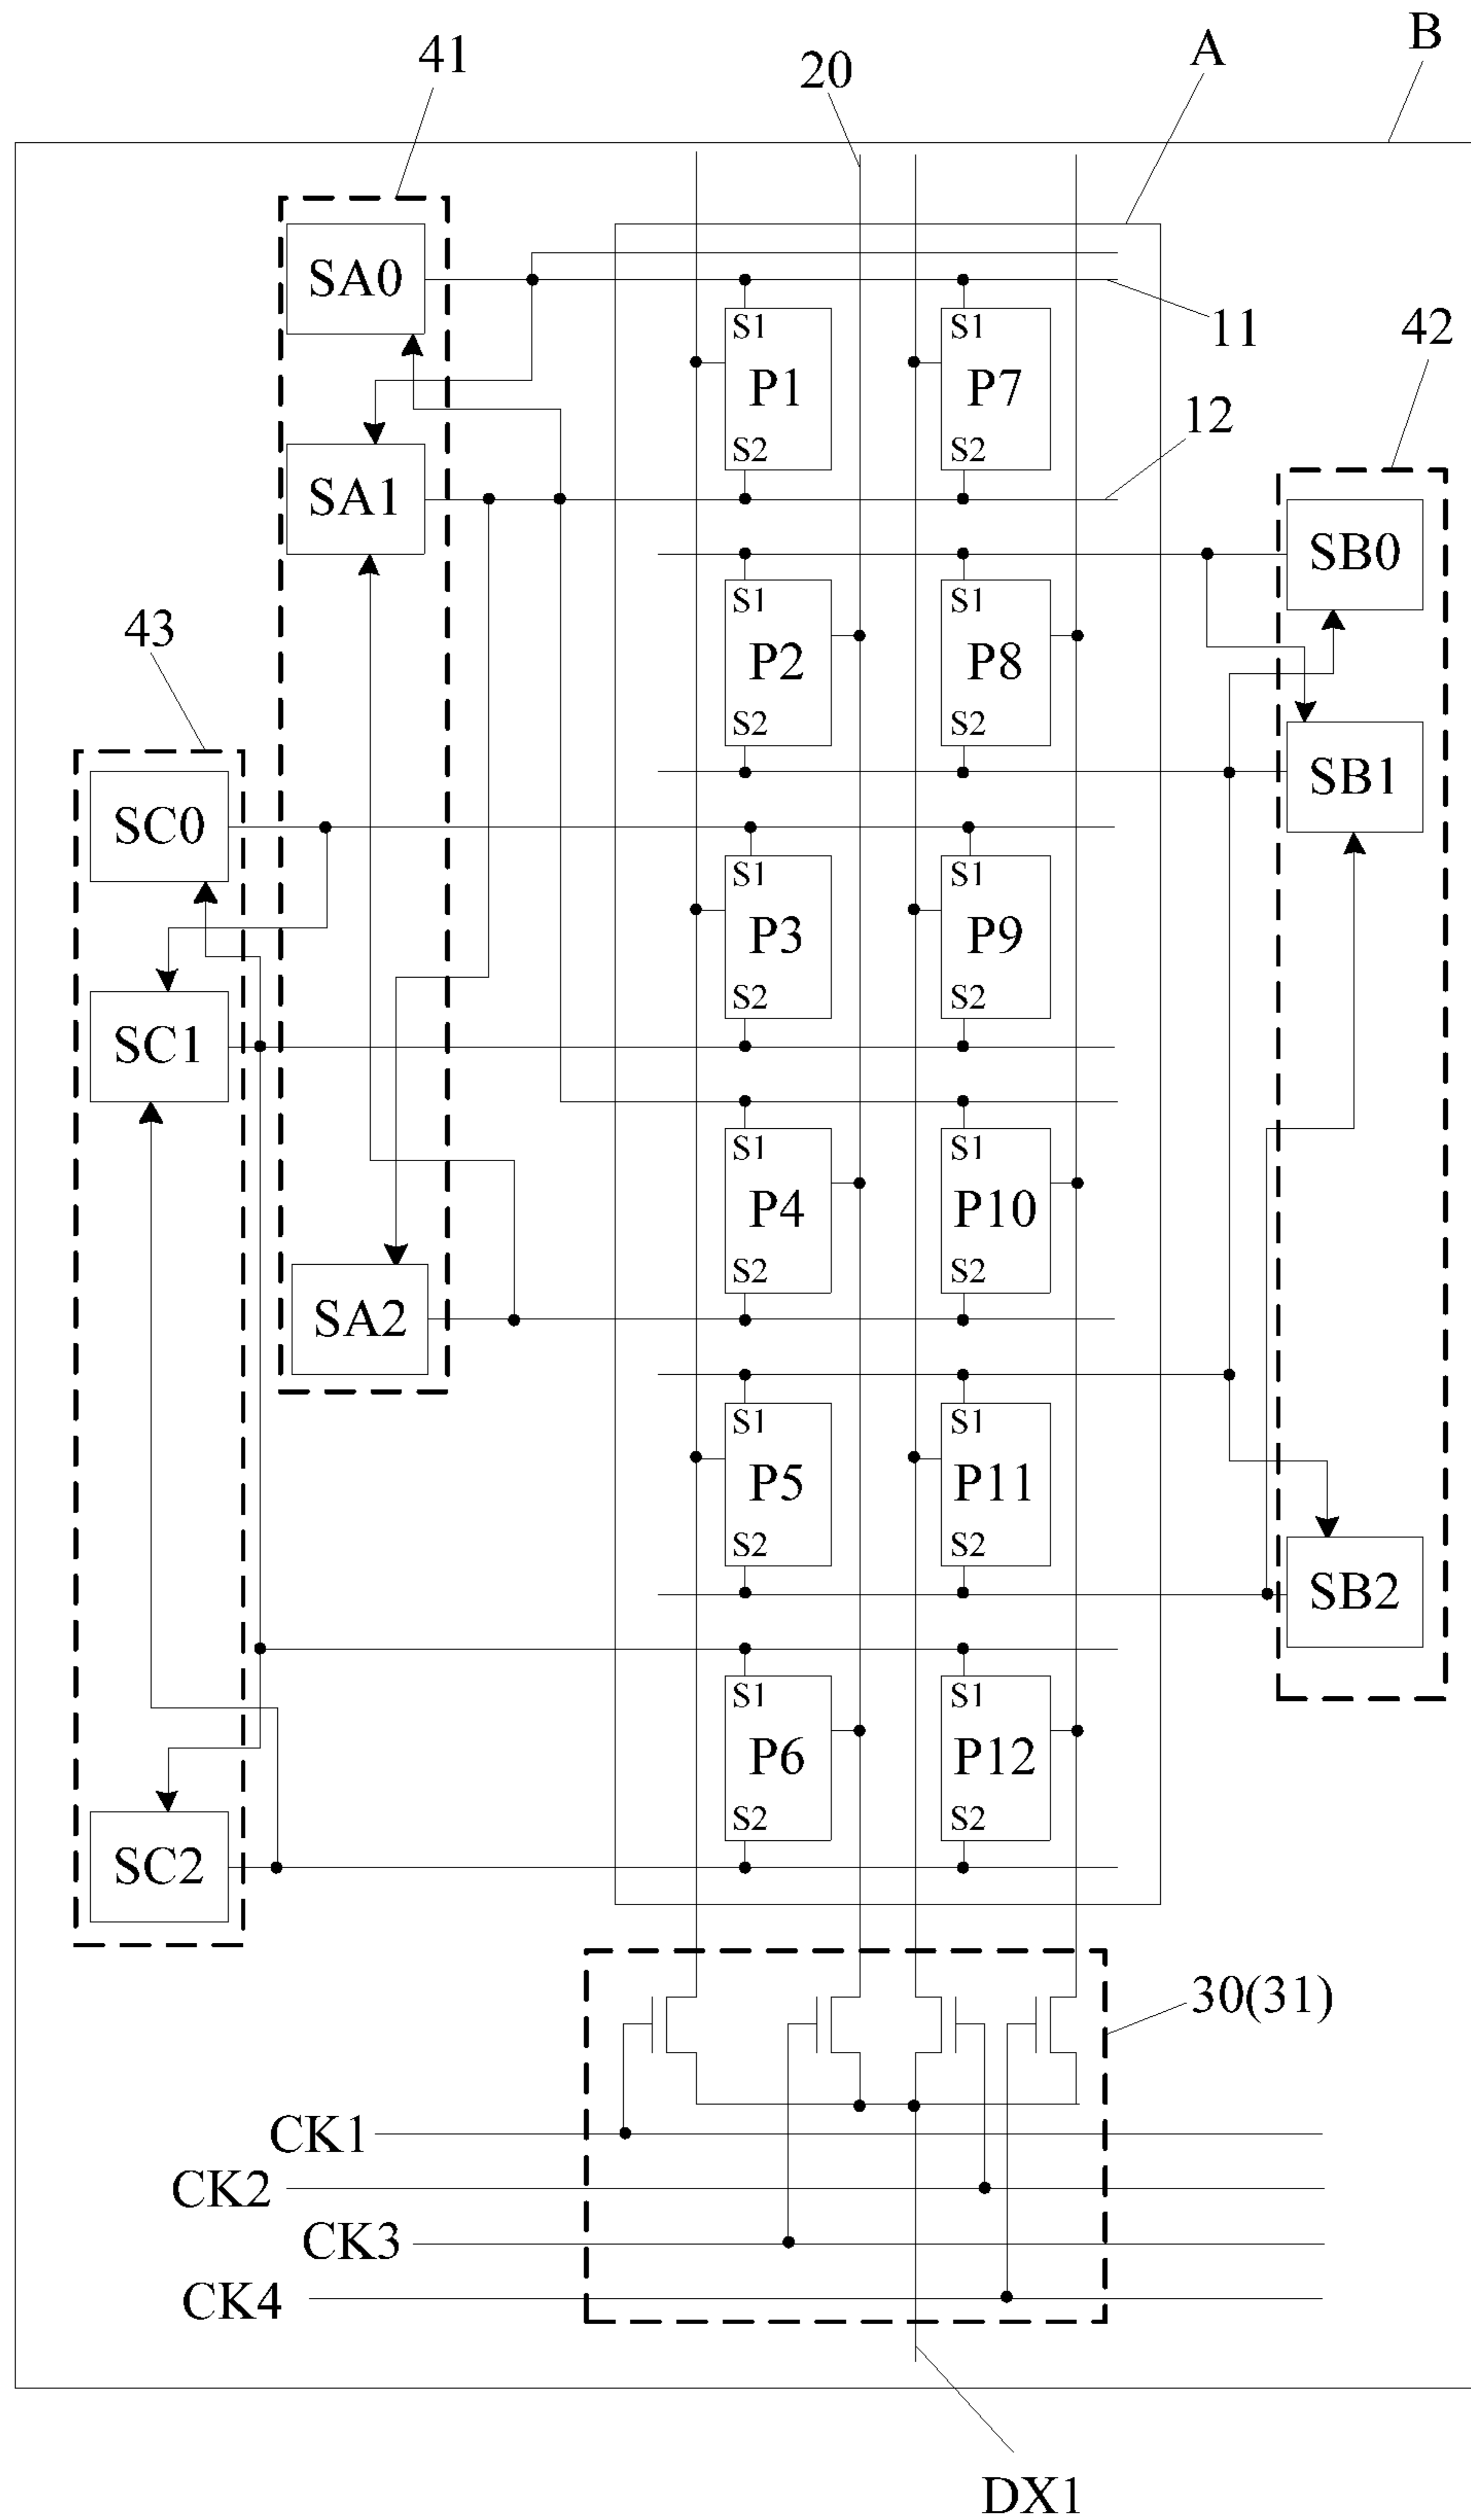 B
41
20
A
SA0
11
S1
S1
42
P1
P7
12
S2
S2
SA1
SB0
S1
S1
43
P2
P8
S2
S2
SB1
SC0
S1
S1
P3
P9
S2
S2
SC1
S1
S1
P4
P10
S2
S2
SA2
S1
S1
P5
P11
S2
S2
SB2
S1
S1
P6
P12
S2
S2
SC2
30(31)
CK1
CK2
CK3
CK4
DX1